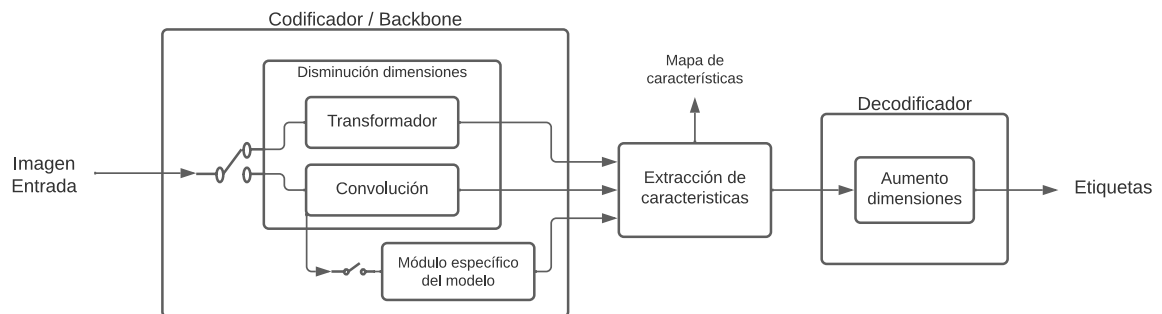 Codificador / Backbone
Disminución dimensiones
Transformador
Convolución
Módulo específico
del modelo
Imagen
Entrada
Mapa de
característícas
Extracción de
caracteristicas
Decodificador
Aumento
dimensiones
Etiquetas